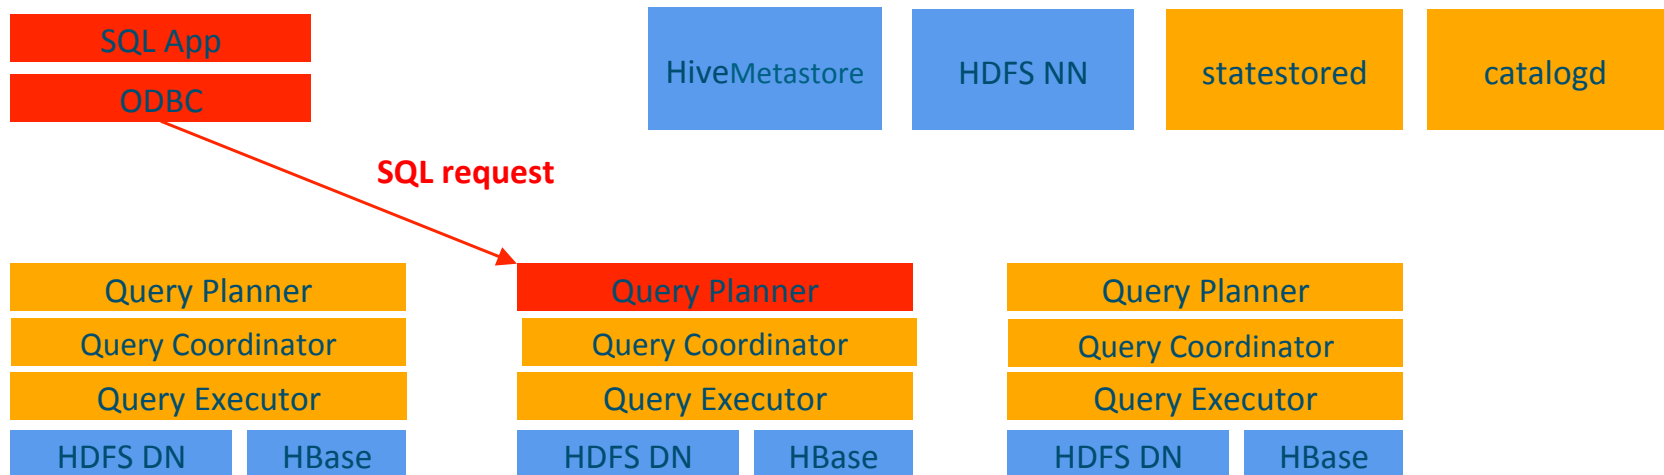 SQL App
ODBC
HiveMetastore
HDFS NN
statestored
catalogd
SQL request
Query Planner
Query Coordinator
Query Executor
HDFS DN
HBase
Query Planner
Query Coordinator
Query Executor
HDFS DN
HBase
Query Planner
Query Coordinator
Query Executor
HDFS DN
HBase